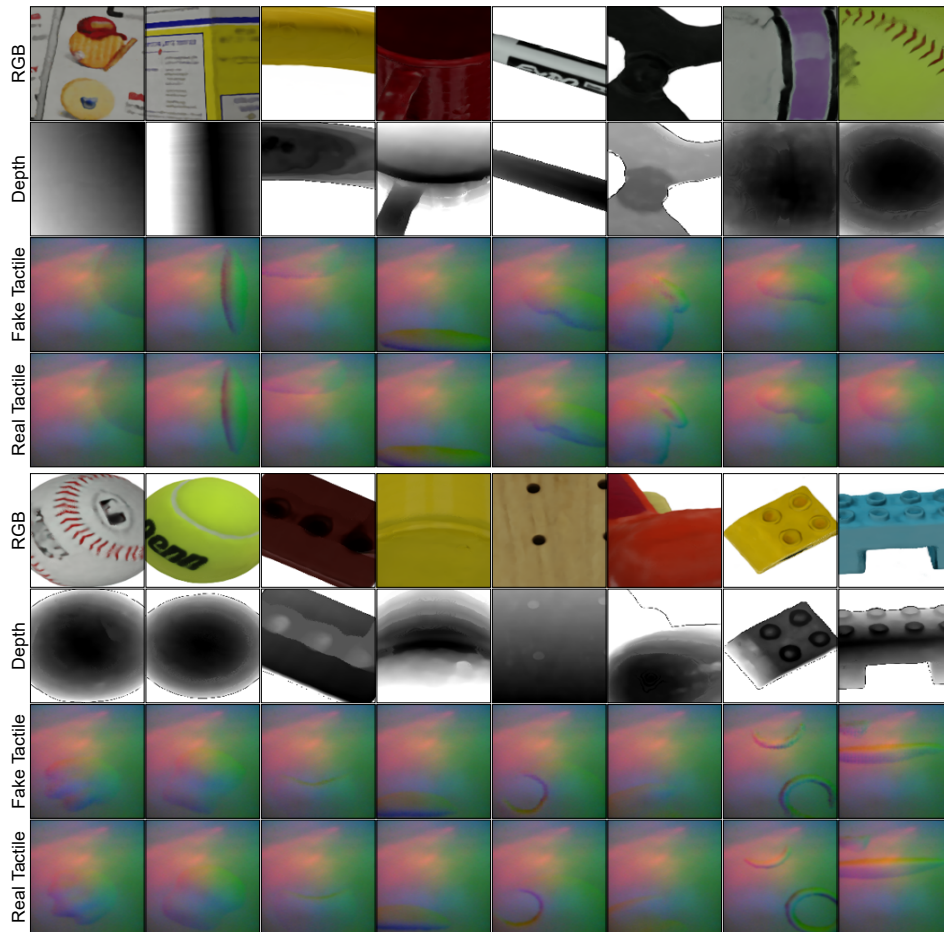 RGB
Depth
Fake Tactile
Real Tactile
RGB
Penn
Depth
Fake Tactile
Real Tactile